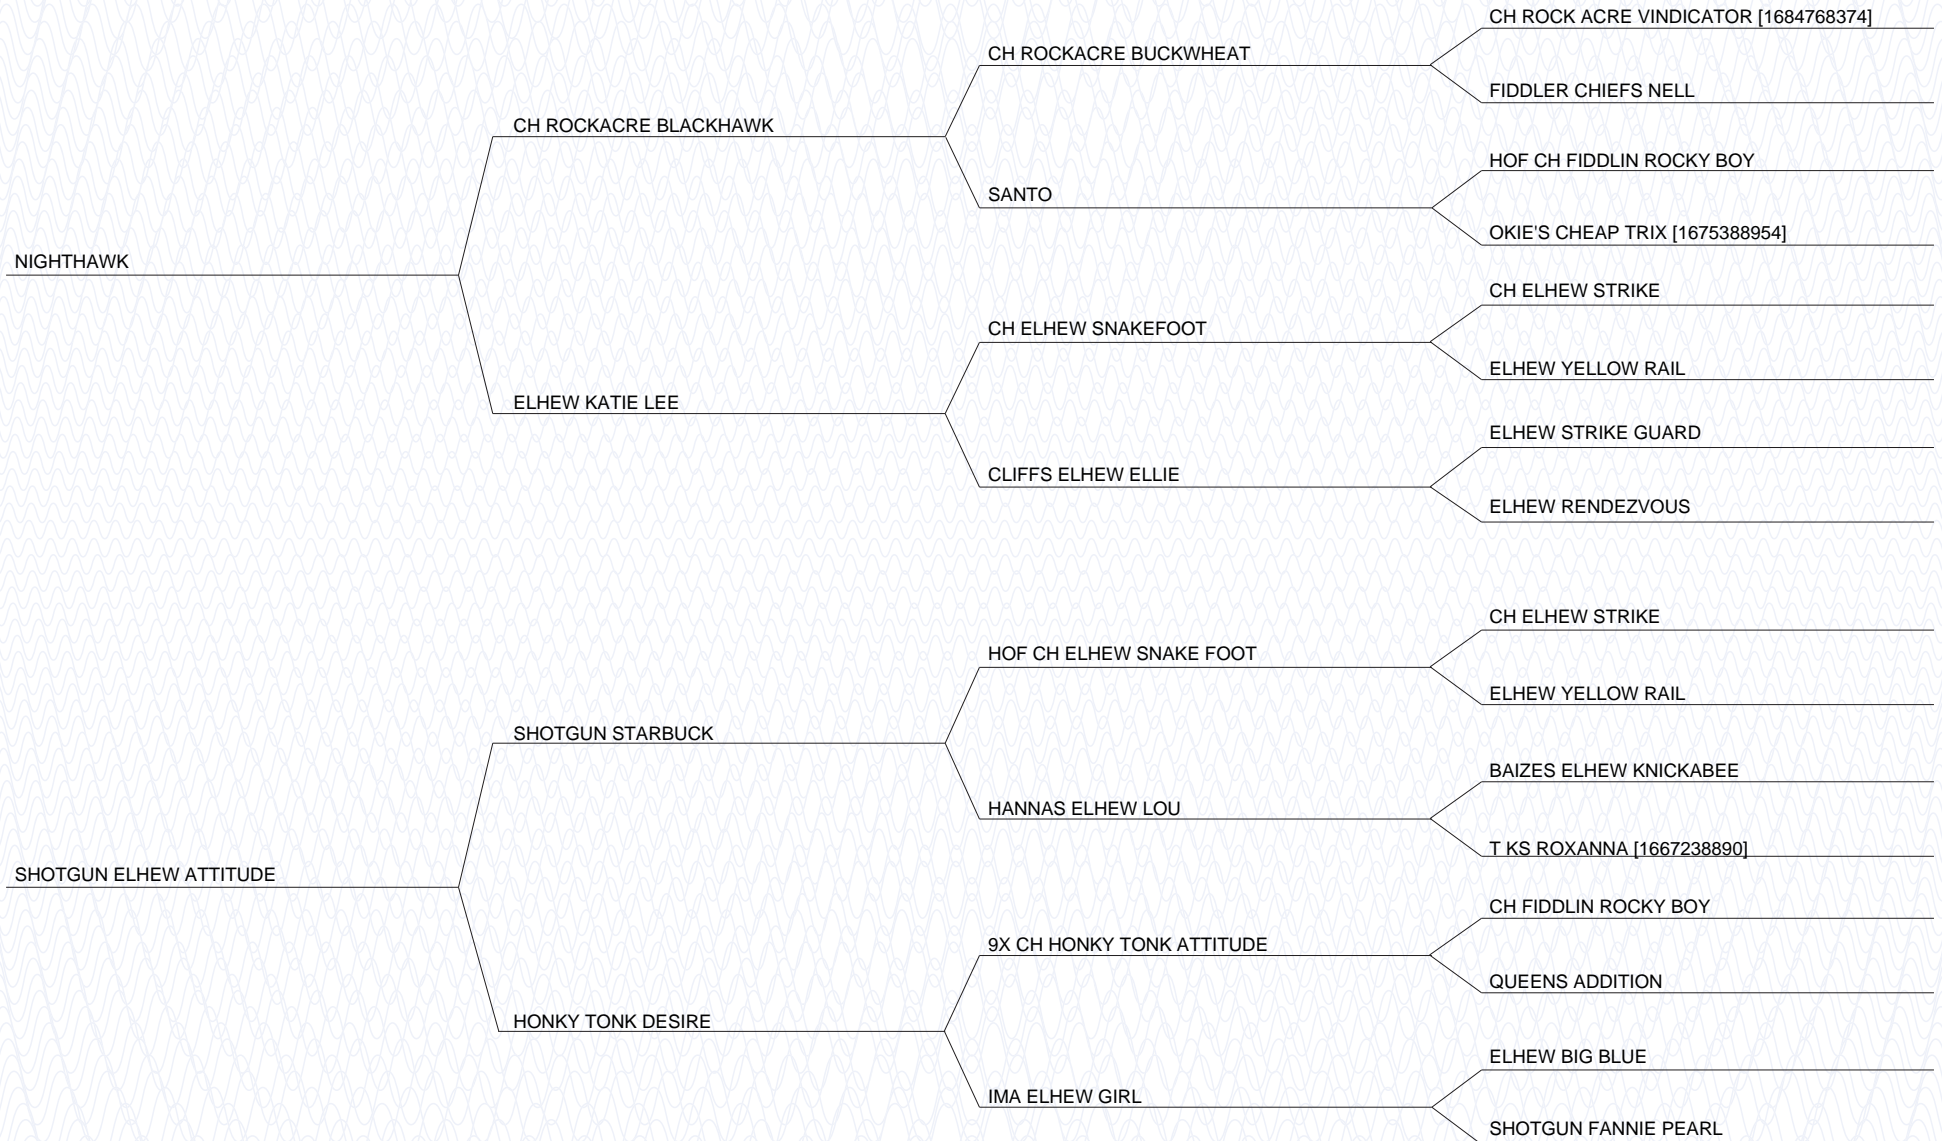 CH ROCK ACRE VINDICATOR [1684768374]
CH ROCKACRE BUCKWHEAT
FIDDLER CHIEFS NELL
CH ROCKACRE BLACKHAWK
HOF CH FIDDLIN ROCKY BOY
SANTO
OKIE'S CHEAP TRIX [1675388954]
NIGHTHAWK
CH ELHEW STRIKE
CH ELHEW SNAKEFOOT
ELHEW YELLOW RAIL
ELHEW KATIE LEE
ELHEW STRIKE GUARD
CLIFFS ELHEW ELLIE
ELHEW RENDEZVOUS
CH ELHEW STRIKE
HOF CH ELHEW SNAKE FOOT
ELHEW YELLOW RAIL
SHOTGUN STARBUCK
BAIZES ELHEW KNICKABEE
HANNAS ELHEW LOU
T KS ROXANNA [1667238890]
SHOTGUN ELHEW ATTITUDE
CH FIDDLIN ROCKY BOY
9X CH HONKY TONK ATTITUDE
QUEENS ADDITION
HONKY TONK DESIRE
ELHEW BIG BLUE
IMA ELHEW GIRL
SHOTGUN FANNIE PEARL